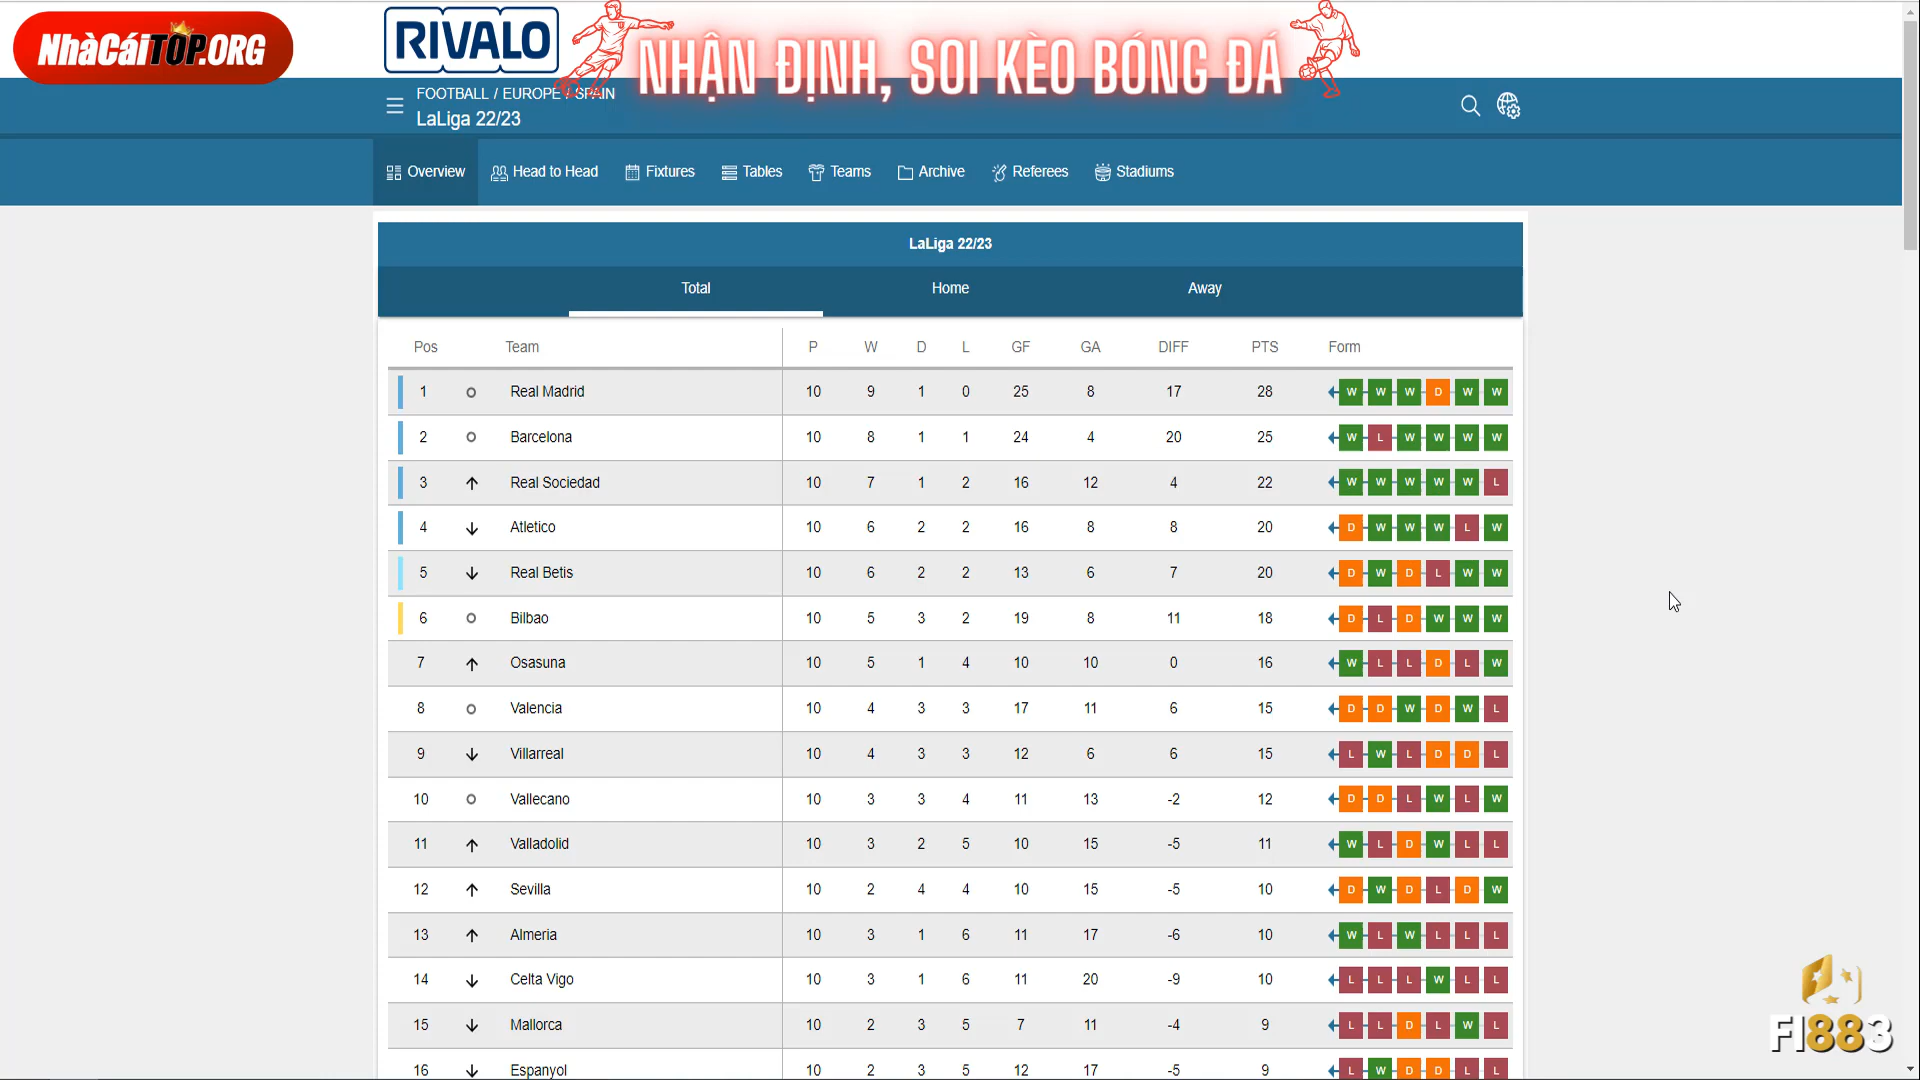 NhàCáiTOP.ORG
RIVALO
NHẬN ĐỊNH, SOI KÈO BÓNG ĐÁ
FOOTBALL / EUROPE / SPAIN
LaLiga 22/23
Overview Head to Head Fixtures Tables Teams Archive Referees Stadiums
LaLiga 22/23
Total Home Away
Pos Team P W D L GF GA DIFF PTS Form
1 Real Madrid 10 9 1 0 25 8 17 28 W W W D W W
2 Barcelona 10 8 1 1 24 4 20 25 W L W W W W
3 Real Sociedad 10 7 1 2 16 12 4 22 W W W W W L
4 Atletico 10 6 2 2 16 8 8 20 D W W W L W
5 Real Betis 10 6 2 2 13 6 7 20 D W D L W W
6 Bilbao 10 5 3 2 19 8 11 18 D L D W W W
7 Osasuna 10 5 1 4 10 10 0 16 W L L D L W
8 Valencia 10 4 3 3 17 11 6 15 D D W D W L
9 Villarreal 10 4 3 3 12 6 6 15 L W L D D L
10 Vallecano 10 3 3 4 11 13 -2 12 D D L W L W
11 Valladolid 10 3 2 5 10 15 -5 11 W L D W L L
12 Sevilla 10 2 4 4 10 15 -5 10 D W D L D W
13 Almeria 10 3 1 6 11 17 -6 10 W L W L L L
14 Celta Vigo 10 3 1 6 11 20 -9 10 L L L W L L
15 Mallorca 10 2 3 5 7 11 -4 9 L L D L W L
16 Espanyol 10 2 3 5 12 17 -5 9 L W D D L L
FI883